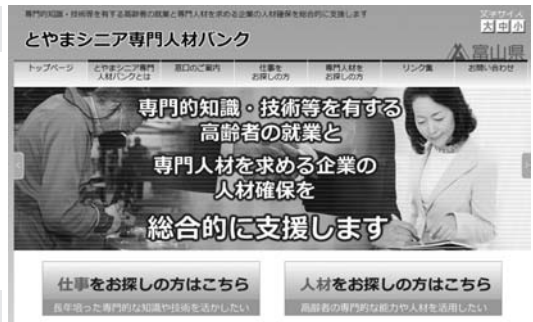 専門的知識・技術等を有する高齢者の就業と専門人材を求める企業の人材確保を総合的に支援します
文字サイズ
大 中 小
とやまシニア専門人材バンク
富山県
トップページ
とやまシニア専門
人材バンクとは
窓口のご案内
仕事を
お探しの方
専門人材を
お探しの方
リンク集
お問い合わせ
専門的知識・技術等を有する
高齢者の就業と
専門人材を求める企業の
人材確保を
総合的に支援します
仕事をお探しの方はこちら
長年培った専門的な知識や技術を活かしたい
人材をお探しの方はこちら
高齢者の専門的な能力や人材を活用したい